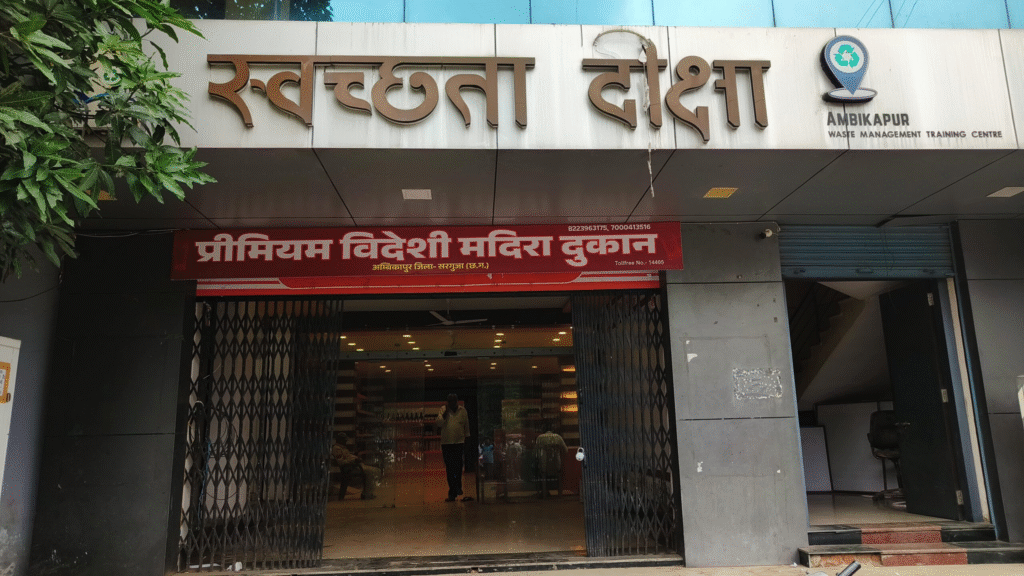 स्वच्छता दीक्षा
AMBIKAPUR
WASTE MANAGEMENT TRAINING CENTRE
8223963175, 7000413516
प्रीमियम विदेशी मदिरा दुकान
अम्बिकापुर जिला- सरगुजा (छ.ग.)
Tollfree No.- 14405